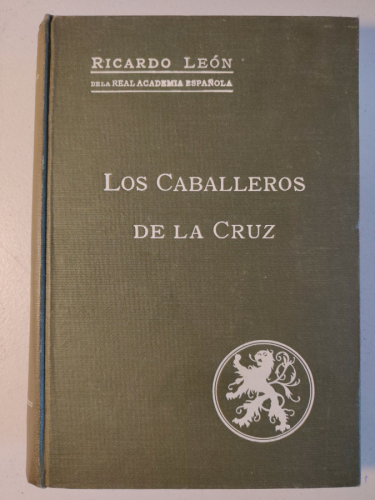 RICARDO LEÓN
DE LA REAL ACADEMIA ESPAÑOLA
LOS CABALLEROS
DE LA CRUZ